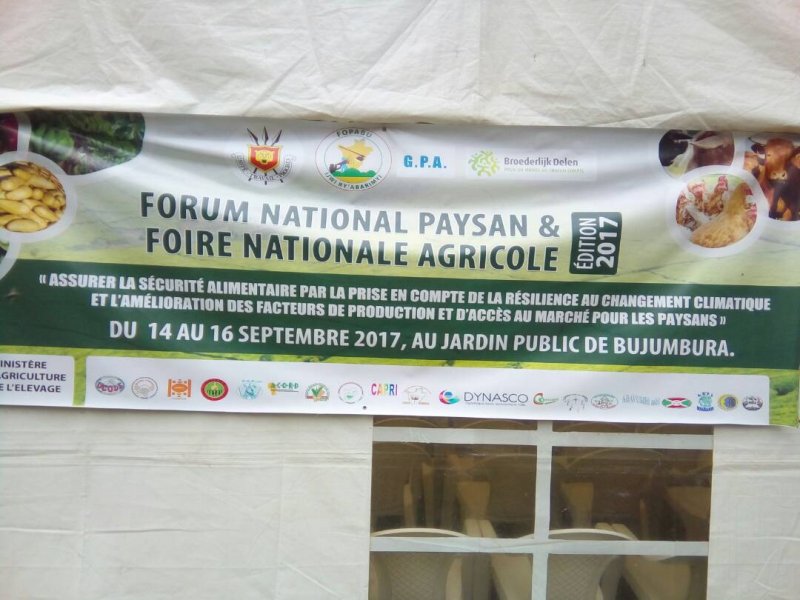 FOPABU
G.P.A.
Broederlijk Delen
FORUM NATIONAL PAYSAN &
FOIRE NATIONALE AGRICOLE
ÉDITION
2017
« ASSURER LA SÉCURITÉ ALIMENTAIRE PAR LA PRISE EN COMPTE DE LA RÉSILIENCE AU CHANGEMENT CLIMATIQUE
ET L'AMÉLIORATION DES FACTEURS DE PRODUCTION ET D'ACCÈS AU MARCHÉ POUR LES PAYSANS »
DU 14 AU 16 SEPTEMBRE 2017, AU JARDIN PUBLIC DE BUJUMBURA.
INISTÈRE
AGRICULTURE
E L'ELEVAGE
ACORD
CAPRI
DYNASCO